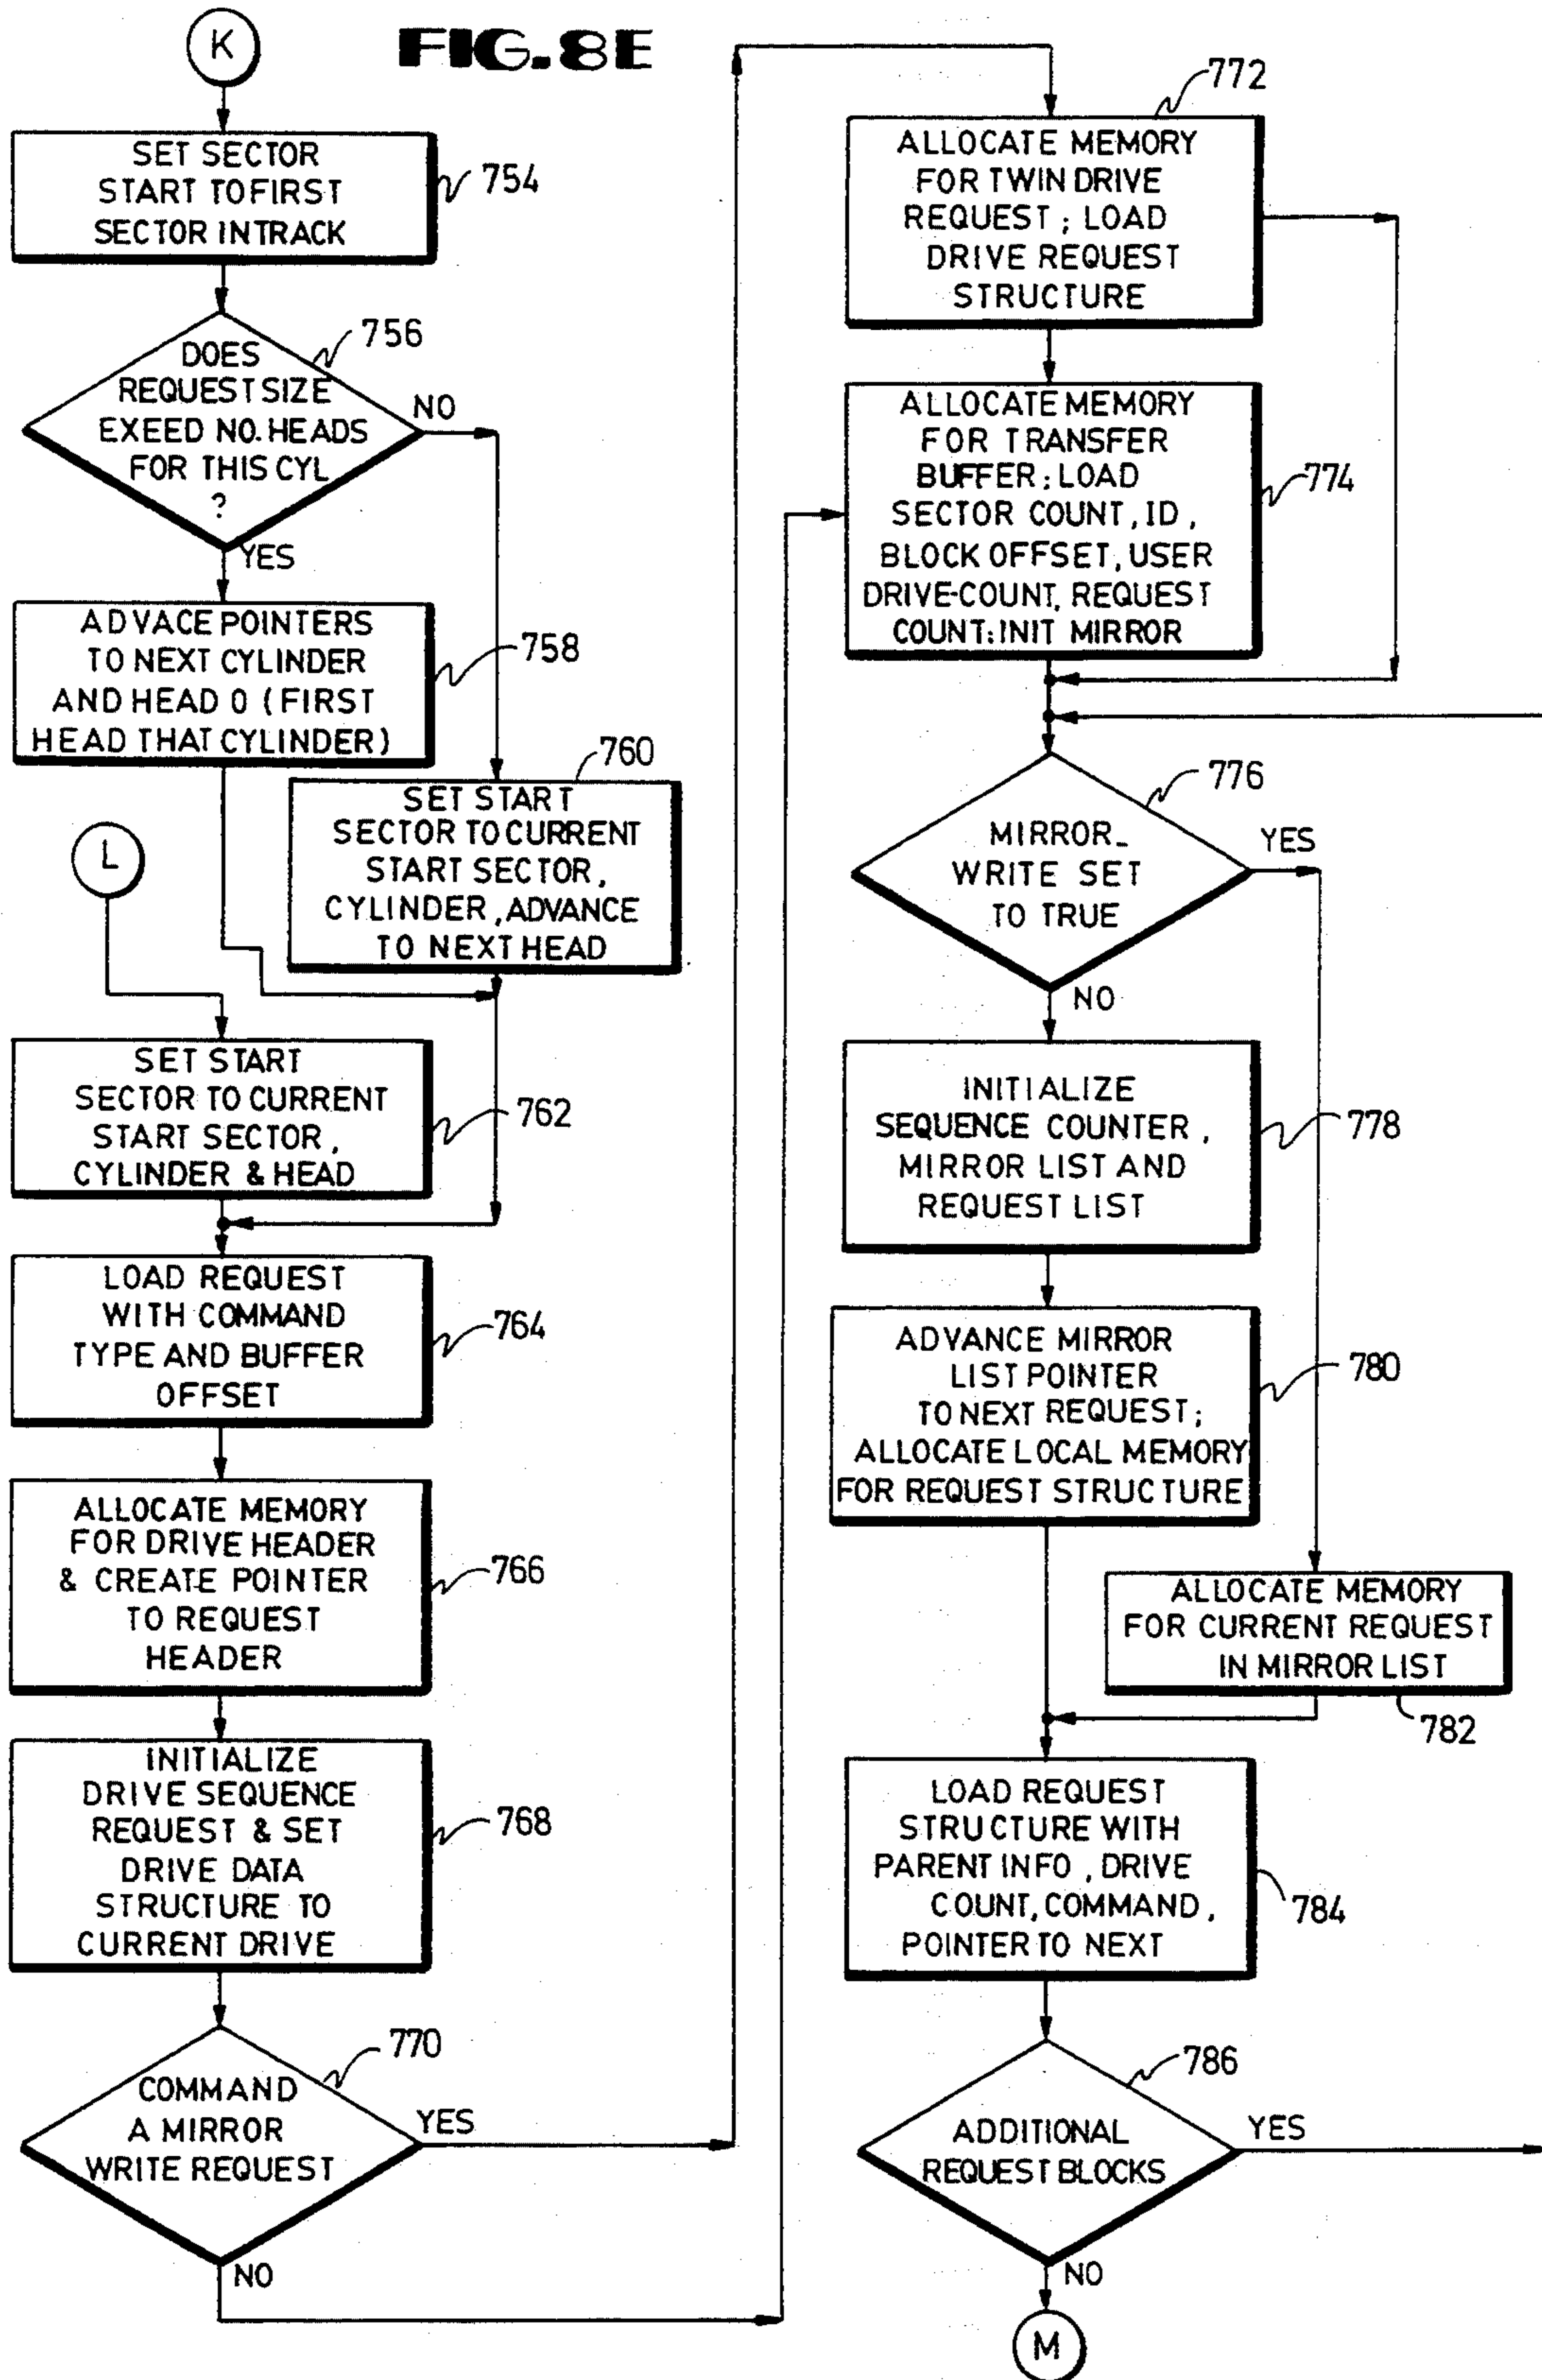 K
FIG. 8E
SET SECTOR
START TO FIRST
SECTOR IN TRACK
754
DOES
REQUEST SIZE
EXEED NO. HEADS
FOR THIS CYL
?
756
NO
YES
ADVACE POINTERS
TO NEXT CYLINDER
AND HEAD 0 (FIRST
HEAD THAT CYLINDER)
758
760
SET START
SECTOR TO CURRENT
START SECTOR,
CYLINDER, ADVANCE
TO NEXT HEAD
L
SET START
SECTOR TO CURRENT
START SECTOR,
CYLINDER & HEAD
762
LOAD REQUEST
WITH COMMAND
TYPE AND BUFFER
OFFSET
764
ALLOCATE MEMORY
FOR DRIVE HEADER
& CREATE POINTER
TO REQUEST
HEADER
766
INITIALIZE
DRIVE SEQUENCE
REQUEST & SET
DRIVE DATA
STRUCTURE TO
CURRENT DRIVE
768
770
COMMAND
A MIRROR
WRITE REQUEST
YES
NO
772
ALLOCATE MEMORY
FOR TWIN DRIVE
REQUEST; LOAD
DRIVE REQUEST
STRUCTURE
ALLOCATE MEMORY
FOR TRANSFER
BUFFER; LOAD
SECTOR COUNT, ID,
BLOCK OFFSET, USER
DRIVE-COUNT, REQUEST
COUNT: INIT MIRROR
774
776
MIRROR_
WRITE SET
TO TRUE
YES
NO
INITIALIZE
SEQUENCE COUNTER,
MIRROR LIST AND
REQUEST LIST
778
ADVANCE MIRROR
LIST POINTER
TO NEXT REQUEST;
ALLOCATE LOCAL MEMORY
FOR REQUEST STRUCTURE
780
ALLOCATE MEMORY
FOR CURRENT REQUEST
IN MIRROR LIST
782
LOAD REQUEST
STRUCTURE WITH
PARENT INFO, DRIVE
COUNT, COMMAND,
POINTER TO NEXT
784
786
ADDITIONAL
REQUEST BLOCKS
YES
NO
M